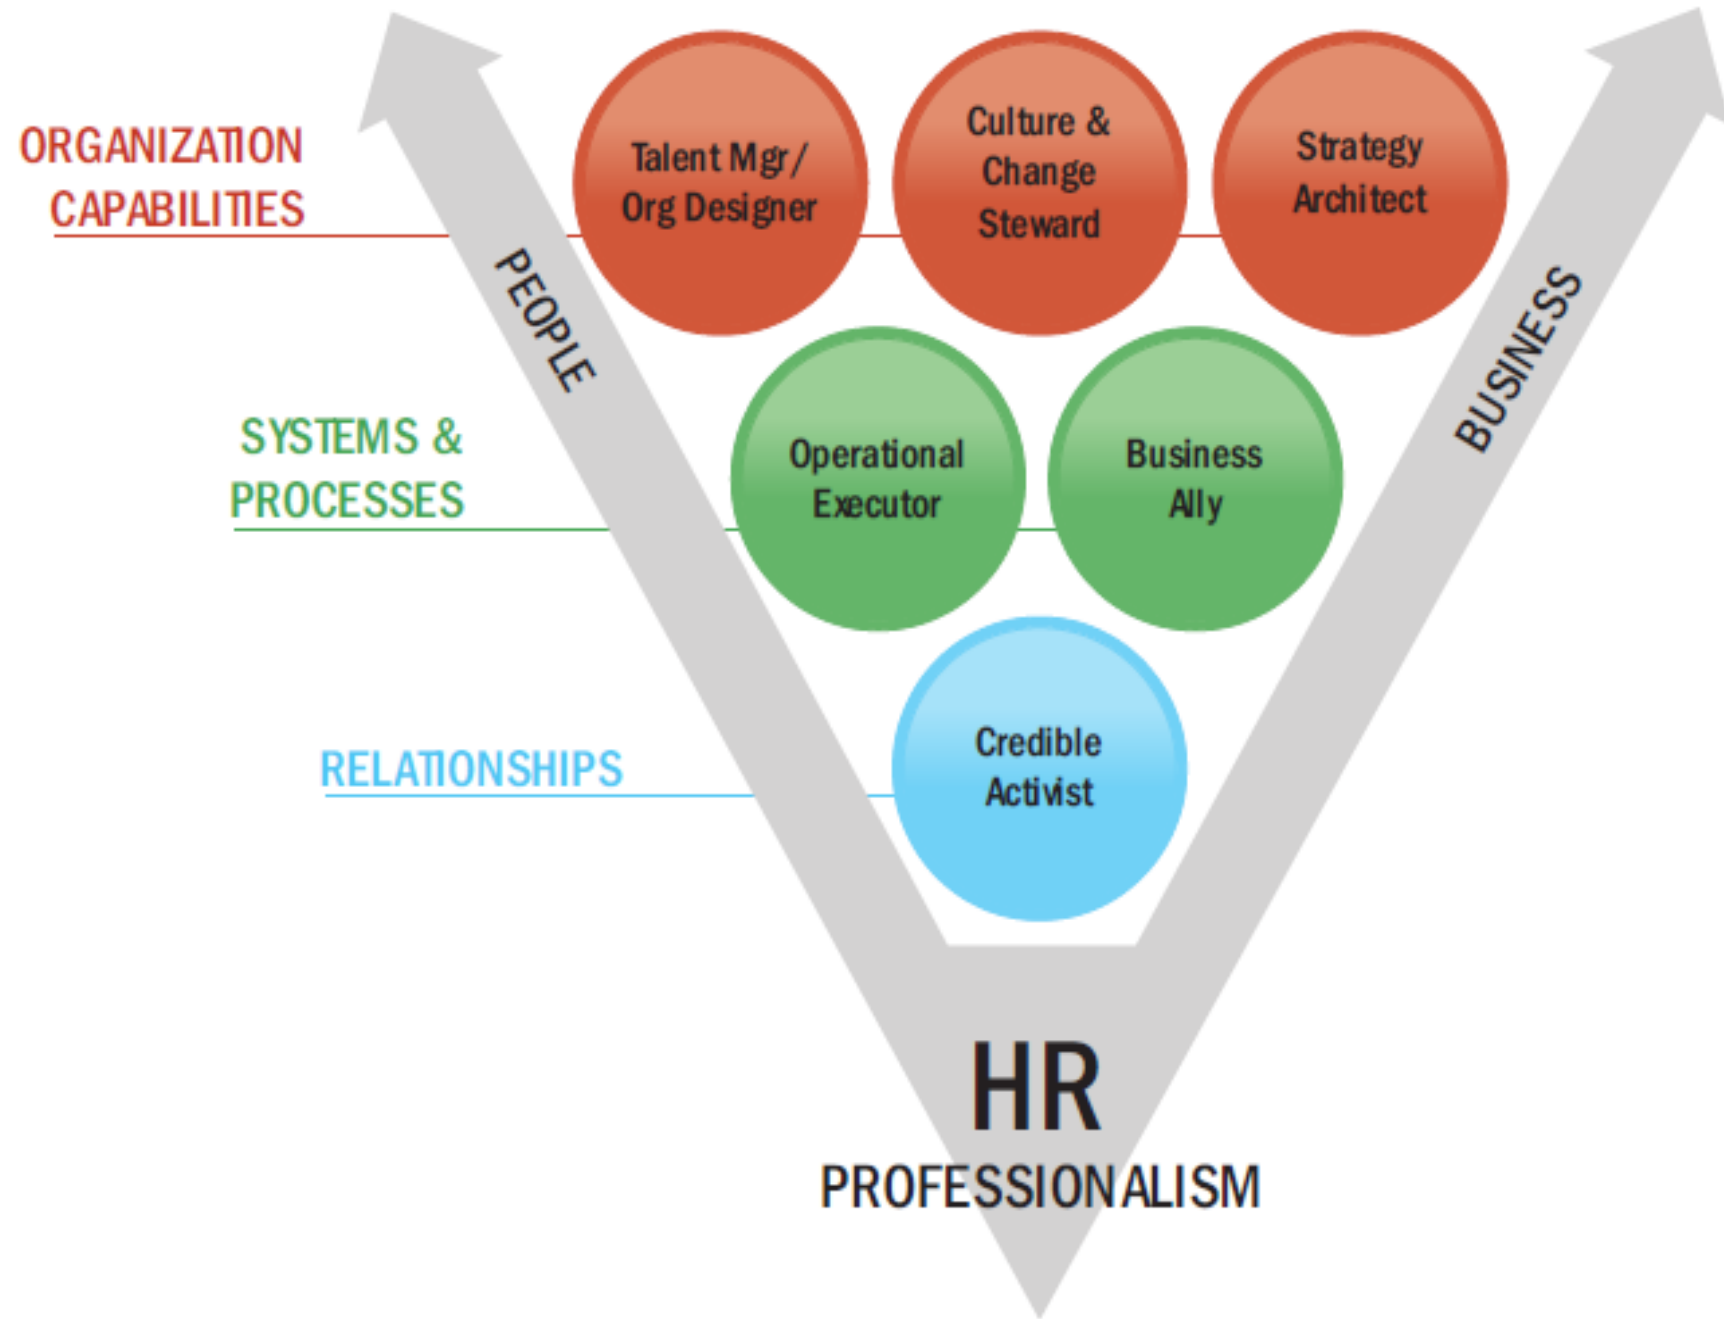 ORGANIZATION
CAPABILITIES
Talent Mgr/
Org Designer
Culture &
Change
Steward
Strategy
Architect
PEOPLE
BUSINESS
SYSTEMS &
PROCESSES
Operational
Executor
Business
Ally
RELATIONSHIPS
Credible
Activist
HR
PROFESSIONALISM